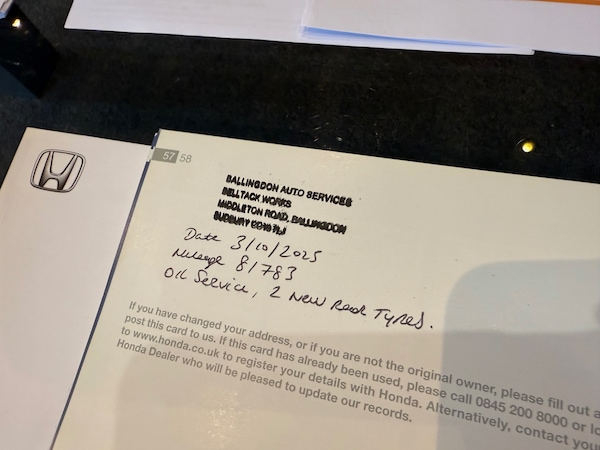 57 58
BALLINGDON AUTO SERVICES
BELLTACK WORKS
MIDDLETON ROAD, BALLINGDON
SUDBURY
Date 3/10/2025
Mileage 81783
Oil Service, 2 New Rear Tyres.
If you have changed your address, or if you are not the original owner, please fill out a
post this card to us. If this card has already been used, please call 0845 200 8000 or lo
to www.honda.co.uk to register your details with Honda. Alternatively, contact you
Honda Dealer who will be pleased to update our records.